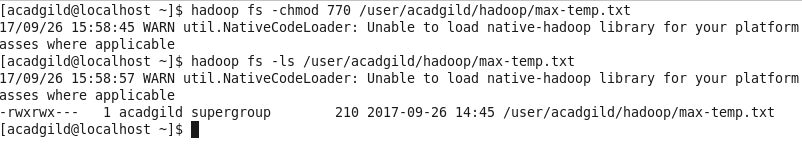 [acadgild@localhost ~]$ hadoop fs -chmod 770 /user/acadgild/hadoop/max-temp.txt
17/09/26 15:58:45 WARN util.NativeCodeLoader: Unable to load native-hadoop library for your platform
asses where applicable
[acadgild@localhost ~]$ hadoop fs -ls /user/acadgild/hadoop/max-temp.txt
17/09/26 15:58:57 WARN util.NativeCodeLoader: Unable to load native-hadoop library for your platform
asses where applicable
-rwxrwx---   1 acadgild supergroup        210 2017-09-26 14:45 /user/acadgild/hadoop/max-temp.txt
[acadgild@localhost ~]$